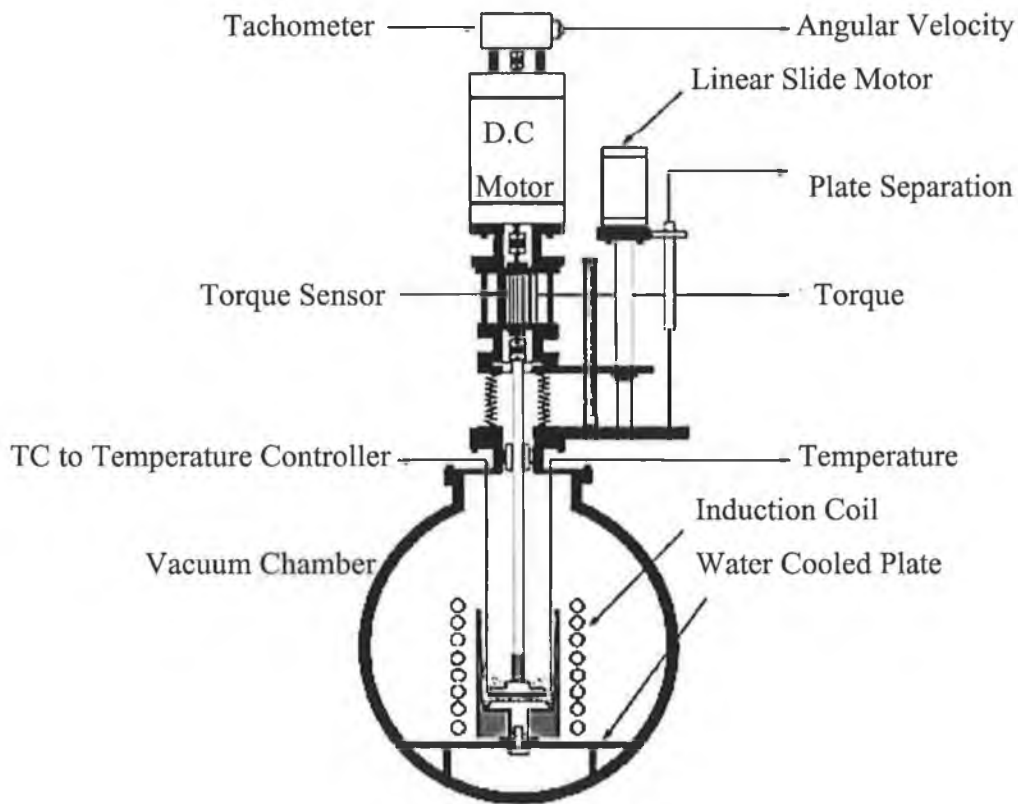 Tachometer
Angular Velocity
Linear Slide Motor
D.C
Motor
Plate Separation
Torque Sensor
Torque
TC to Temperature Controller
Temperature
Induction Coil
Vacuum Chamber
Water Cooled Plate